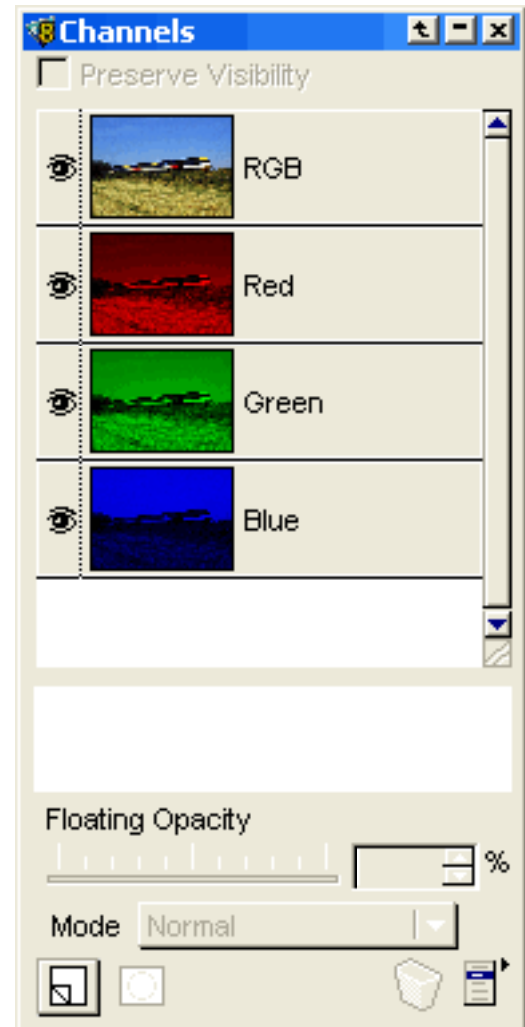 Channels
Preserve Visibility
RGB
Red
Green
Blue
Floating Opacity
%
Mode Normal